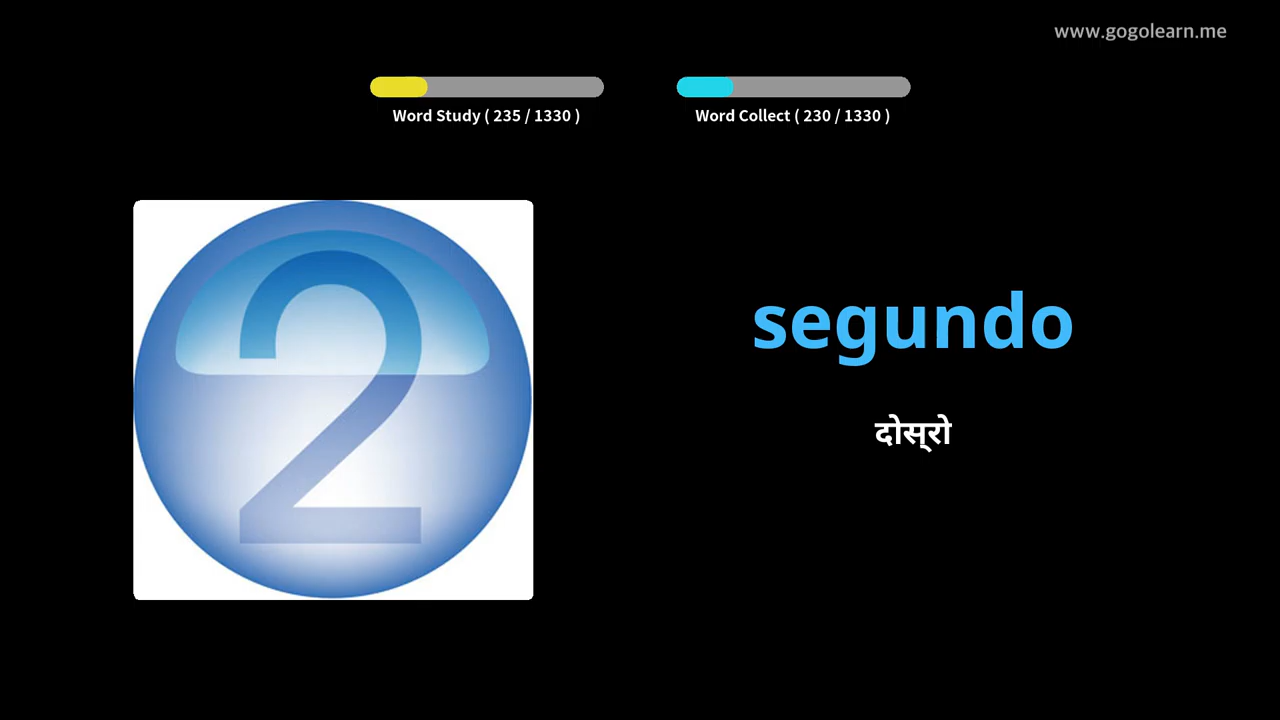 www.gogolearn.me
Word Study ( 235 / 1330 )
Word Collect ( 230 / 1330 )
2
segundo
दोस्रो